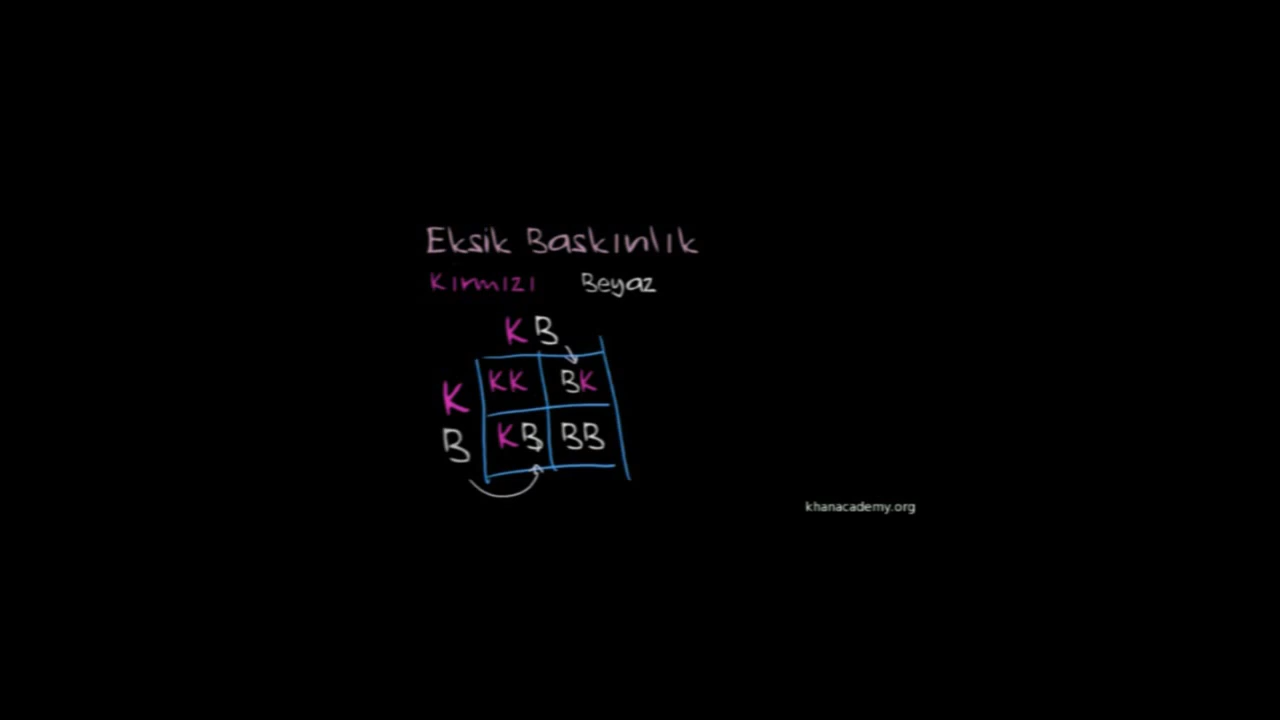 Eksik Baskınlık
Kırmızı Beyaz
K B
K KK BK
B KB BB
khanacademy.org